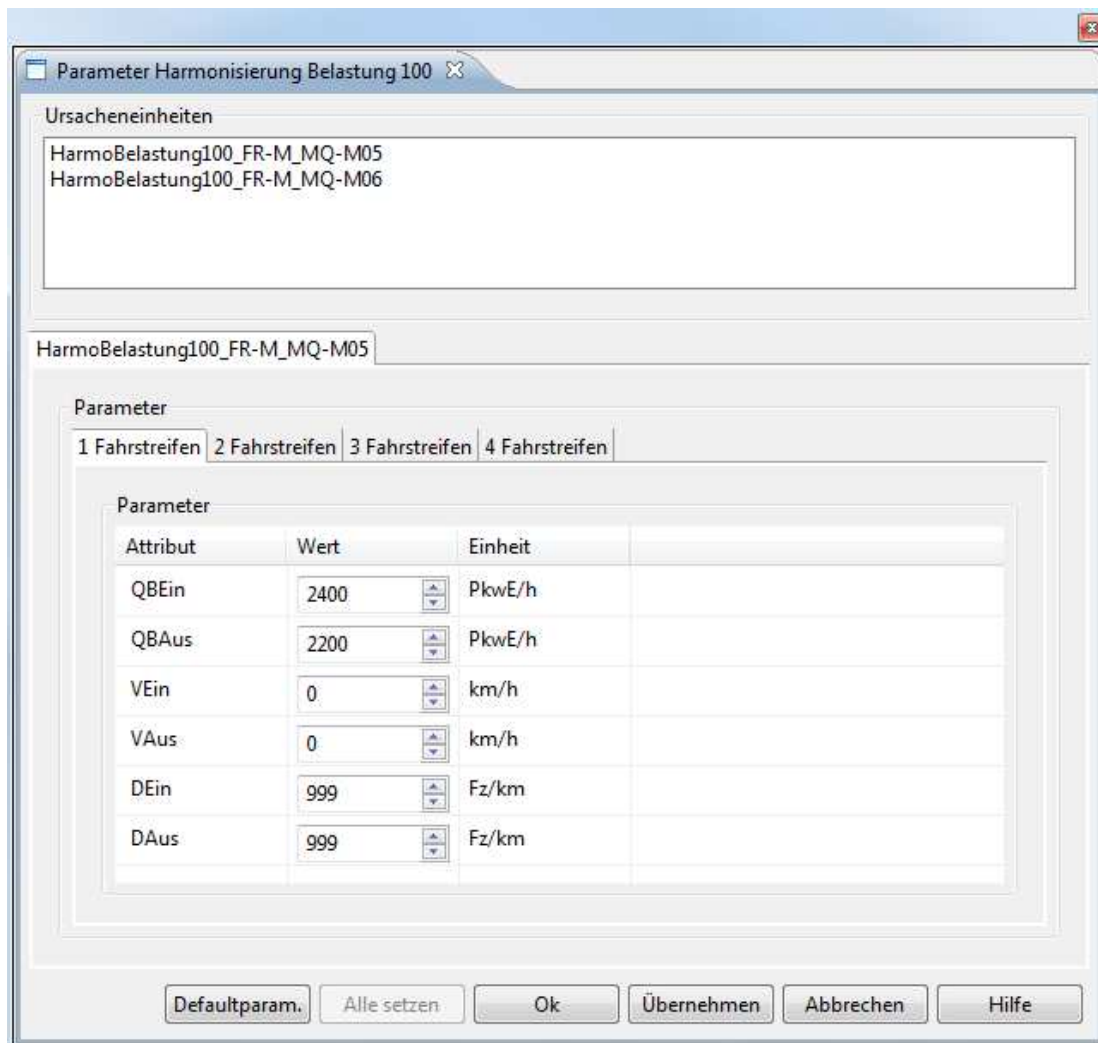 Parameter Harmonisierung Belastung 100
Ursacheneinheiten
HarmoBelastung100_FR-M_MQ-M05
HarmoBelastung100_FR-M_MQ-M06
HarmoBelastung100_FR-M_MQ-M05
Parameter
1 Fahrstreifen 2 Fahrstreifen 3 Fahrstreifen 4 Fahrstreifen
Parameter
Attribut Wert Einheit
QBEin 2400 PkwE/h
QBAus 2200 PkwE/h
VEin 0 km/h
VAus 0 km/h
DEin 999 Fz/km
DAus 999 Fz/km
Defaultparam. Alle setzen Ok Übernehmen Abbrechen Hilfe